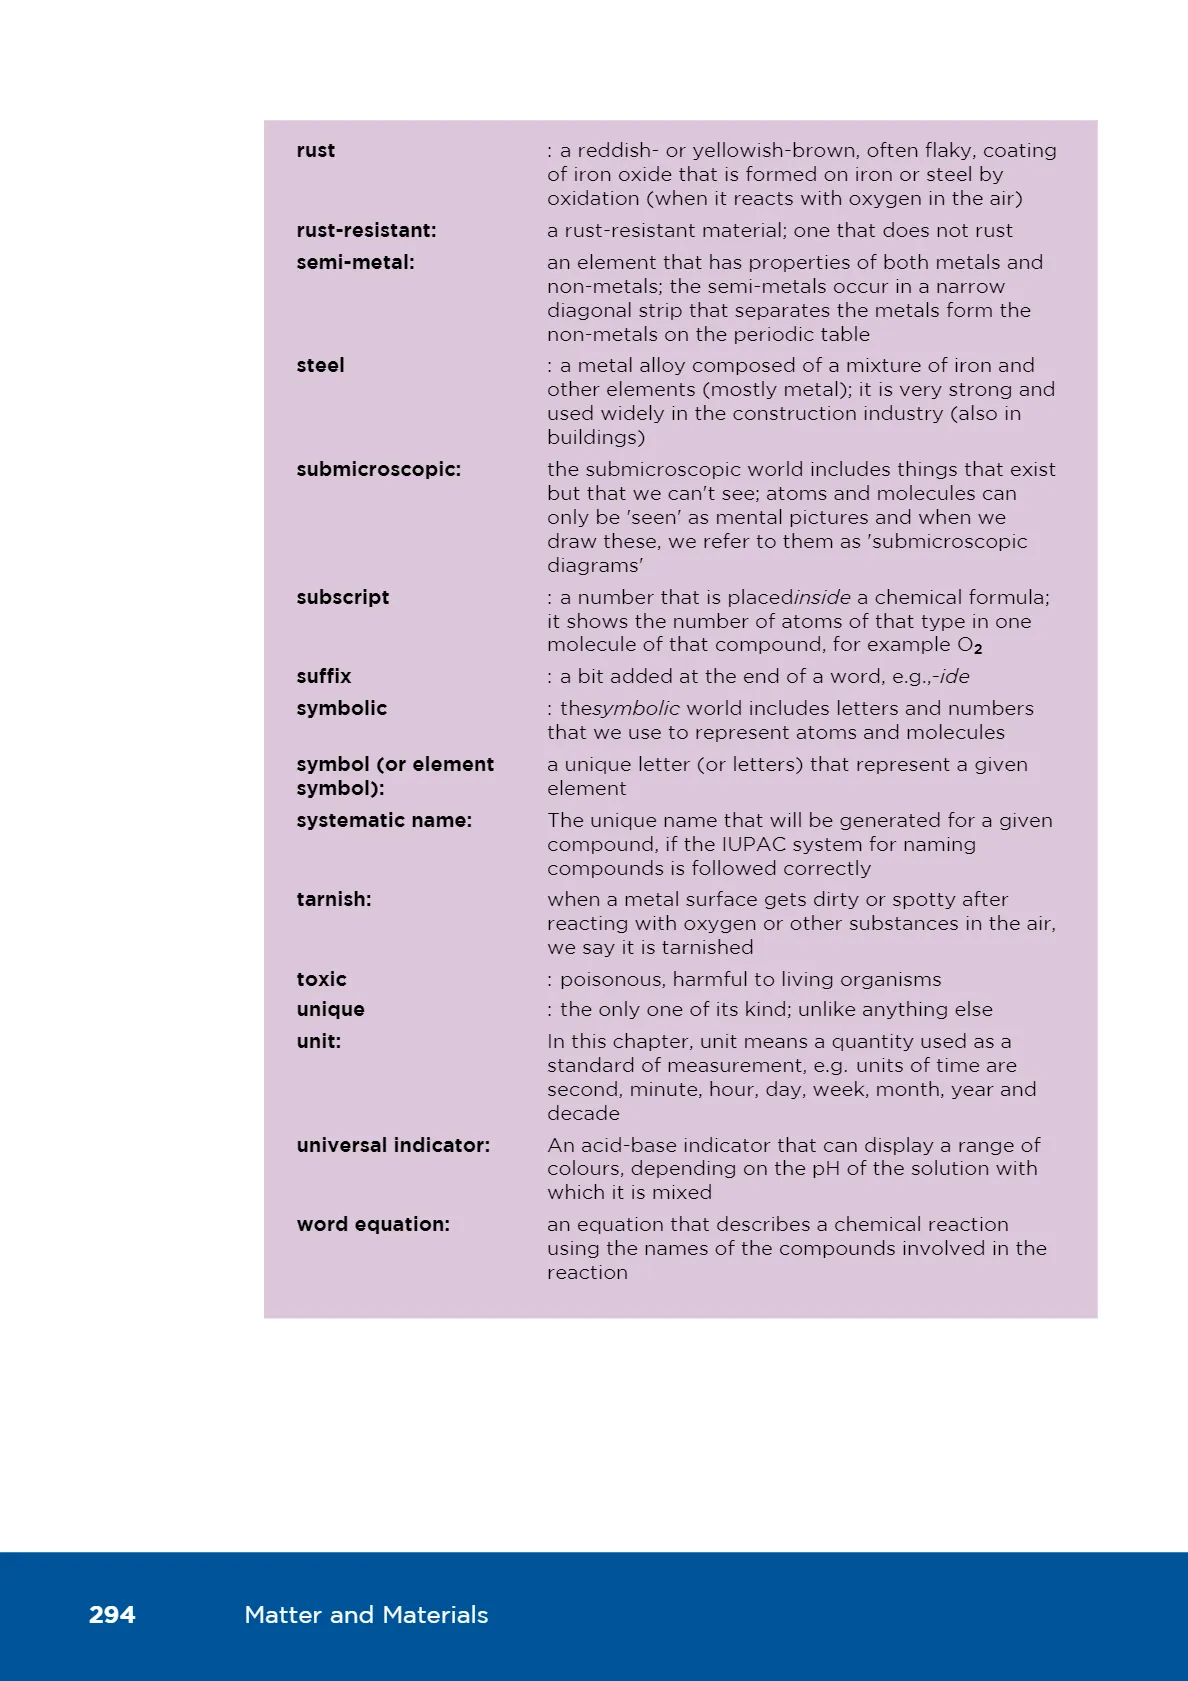 rust : a reddish- or yellowish-brown, often flaky, coating
of iron oxide that is formed on iron or steel by
oxidation (when it reacts with oxygen in the air)
rust-resistant: a rust-resistant material; one that does not rust
semi-metal: an element that has properties of both metals and
non-metals; the semi-metals occur in a narrow
diagonal strip that separates the metals form the
non-metals on the periodic table
steel : a metal alloy composed of a mixture of iron and
other elements (mostly metal); it is very strong and
used widely in the construction industry (also in
buildings)
submicroscopic: the submicroscopic world includes things that exist
but that we can't see; atoms and molecules can
only be 'seen' as mental pictures and when we
draw these, we refer to them as 'submicroscopic
diagrams'
subscript : a number that is placedinside a chemical formula;
it shows the number of atoms of that type in one
molecule of that compound, for example O₂
suffix : a bit added at the end of a word, e.g.,-ide
symbolic : thesymbolic world includes letters and numbers
that we use to represent atoms and molecules
symbol (or element a unique letter (or letters) that represent a given
symbol): element
systematic name: The unique name that will be generated for a given
compound, if the IUPAC system for naming
compounds is followed correctly
tarnish: when a metal surface gets dirty or spotty after
reacting with oxygen or other substances in the air,
we say it is tarnished
toxic : poisonous, harmful to living organisms
unique : the only one of its kind; unlike anything else
unit: In this chapter, unit means a quantity used as a
standard of measurement, e.g. units of time are
second, minute, hour, day, week, month, year and
decade
universal indicator: An acid-base indicator that can display a range of
colours, depending on the pH of the solution with
which it is mixed
word equation: an equation that describes a chemical reaction
using the names of the compounds involved in the
reaction
294 Matter and Materials